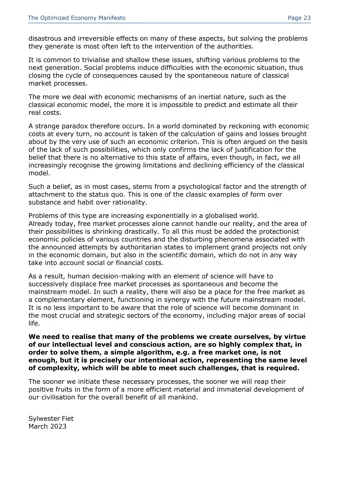 The Optimized Economy Manifesto Page 23
disastrous and irreversible effects on many of these aspects, but solving the problems
they generate is most often left to the intervention of the authorities.
It is common to trivialise and shallow these issues, shifting various problems to the
next generation. Social problems induce difficulties with the economic situation, thus
closing the cycle of consequences caused by the spontaneous nature of classical
market processes.
The more we deal with economic mechanisms of an inertial nature, such as the
classical economic model, the more it is impossible to predict and estimate all their
real costs.
A strange paradox therefore occurs. In a world dominated by reckoning with economic
costs at every turn, no account is taken of the calculation of gains and losses brought
about by the very use of such an economic criterion. This is often argued on the basis
of the lack of such possibilities, which only confirms the lack of justification for the
belief that there is no alternative to this state of affairs, even though, in fact, we all
increasingly recognise the growing limitations and declining efficiency of the classical
model.
Such a belief, as in most cases, stems from a psychological factor and the strength of
attachment to the status quo. This is one of the classic examples of form over
substance and habit over rationality.
Problems of this type are increasing exponentially in a globalised world.
Already today, free market processes alone cannot handle our reality, and the area of
their possibilities is shrinking drastically. To all this must be added the protectionist
economic policies of various countries and the disturbing phenomena associated with
the announced attempts by authoritarian states to implement grand projects not only
in the economic domain, but also in the scientific domain, which do not in any way
take into account social or financial costs.
As a result, human decision-making with an element of science will have to
successively displace free market processes as spontaneous and become the
mainstream model. In such a reality, there will also be a place for the free market as
a complementary element, functioning in synergy with the future mainstream model.
It is no less important to be aware that the role of science will become dominant in
the most crucial and strategic sectors of the economy, including major areas of social
life.
We need to realise that many of the problems we create ourselves, by virtue
of our intellectual level and conscious action, are so highly complex that, in
order to solve them, a simple algorithm, e.g. a free market one, is not
enough, but it is precisely our intentional action, representing the same level
of complexity, which will be able to meet such challenges, that is required.
The sooner we initiate these necessary processes, the sooner we will reap their
positive fruits in the form of a more efficient material and immaterial development of
our civilisation for the overall benefit of all mankind.
Sylwester Fiet
March 2023